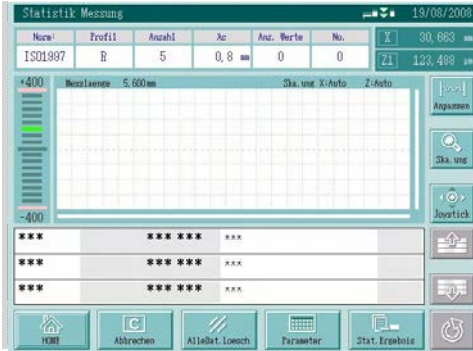 Statistik Messung 19/08/2008
Norm: Profil Anzahl λc Anz. Werte No. X 30,663 mm
ISO1997 R 5 0,8 mm 0 0 Z1 123,488 µm
+400 Messlaenge 5,600mm Ska.ung X:Auto Z:Auto
Anpassen
Ska.ung
Joystick
-400
*** *** *** ***
*** *** *** ***
*** *** *** ***
HOME Abbrechen AlleDat.Loesch Parameter Stat.Ergebnis